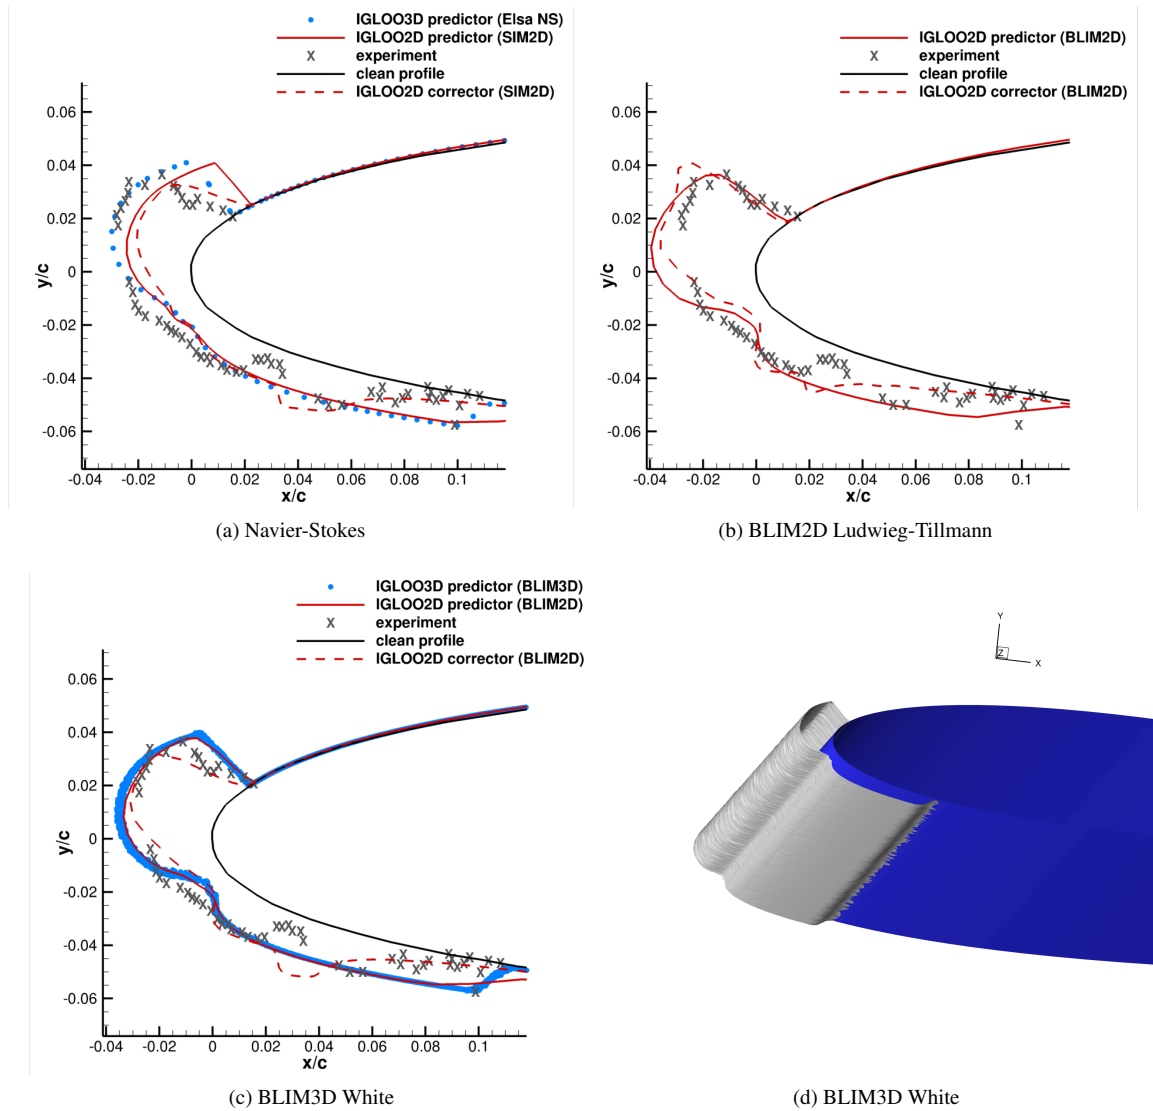 IGLOO3D predictor (Elsa NS)
IGLOO2D predictor (SIM2D)
experiment
clean profile
IGLOO2D corrector (SIM2D)
0.06
0.04
0.02
0
-0.02
-0.04
-0.06
y/c
-0.04 -0.02 0 0.02 0.04 0.06 0.08 0.1
x/c
(a) Navier-Stokes
IGLOO2D predictor (BLIM2D)
experiment
clean profile
IGLOO2D corrector (BLIM2D)
0.06
0.04
0.02
0
-0.02
-0.04
-0.06
y/c
-0.04 -0.02 0 0.02 0.04 0.06 0.08 0.1
x/c
(b) BLIM2D Ludwieg-Tillmann
IGLOO3D predictor (BLIM3D)
IGLOO2D predictor (BLIM2D)
experiment
clean profile
IGLOO2D corrector (BLIM2D)
0.06
0.04
0.02
0
-0.02
-0.04
-0.06
y/c
-0.04 -0.02 0 0.02 0.04 0.06 0.08 0.1
x/c
(c) BLIM3D White
Y
Z
X
(d) BLIM3D White